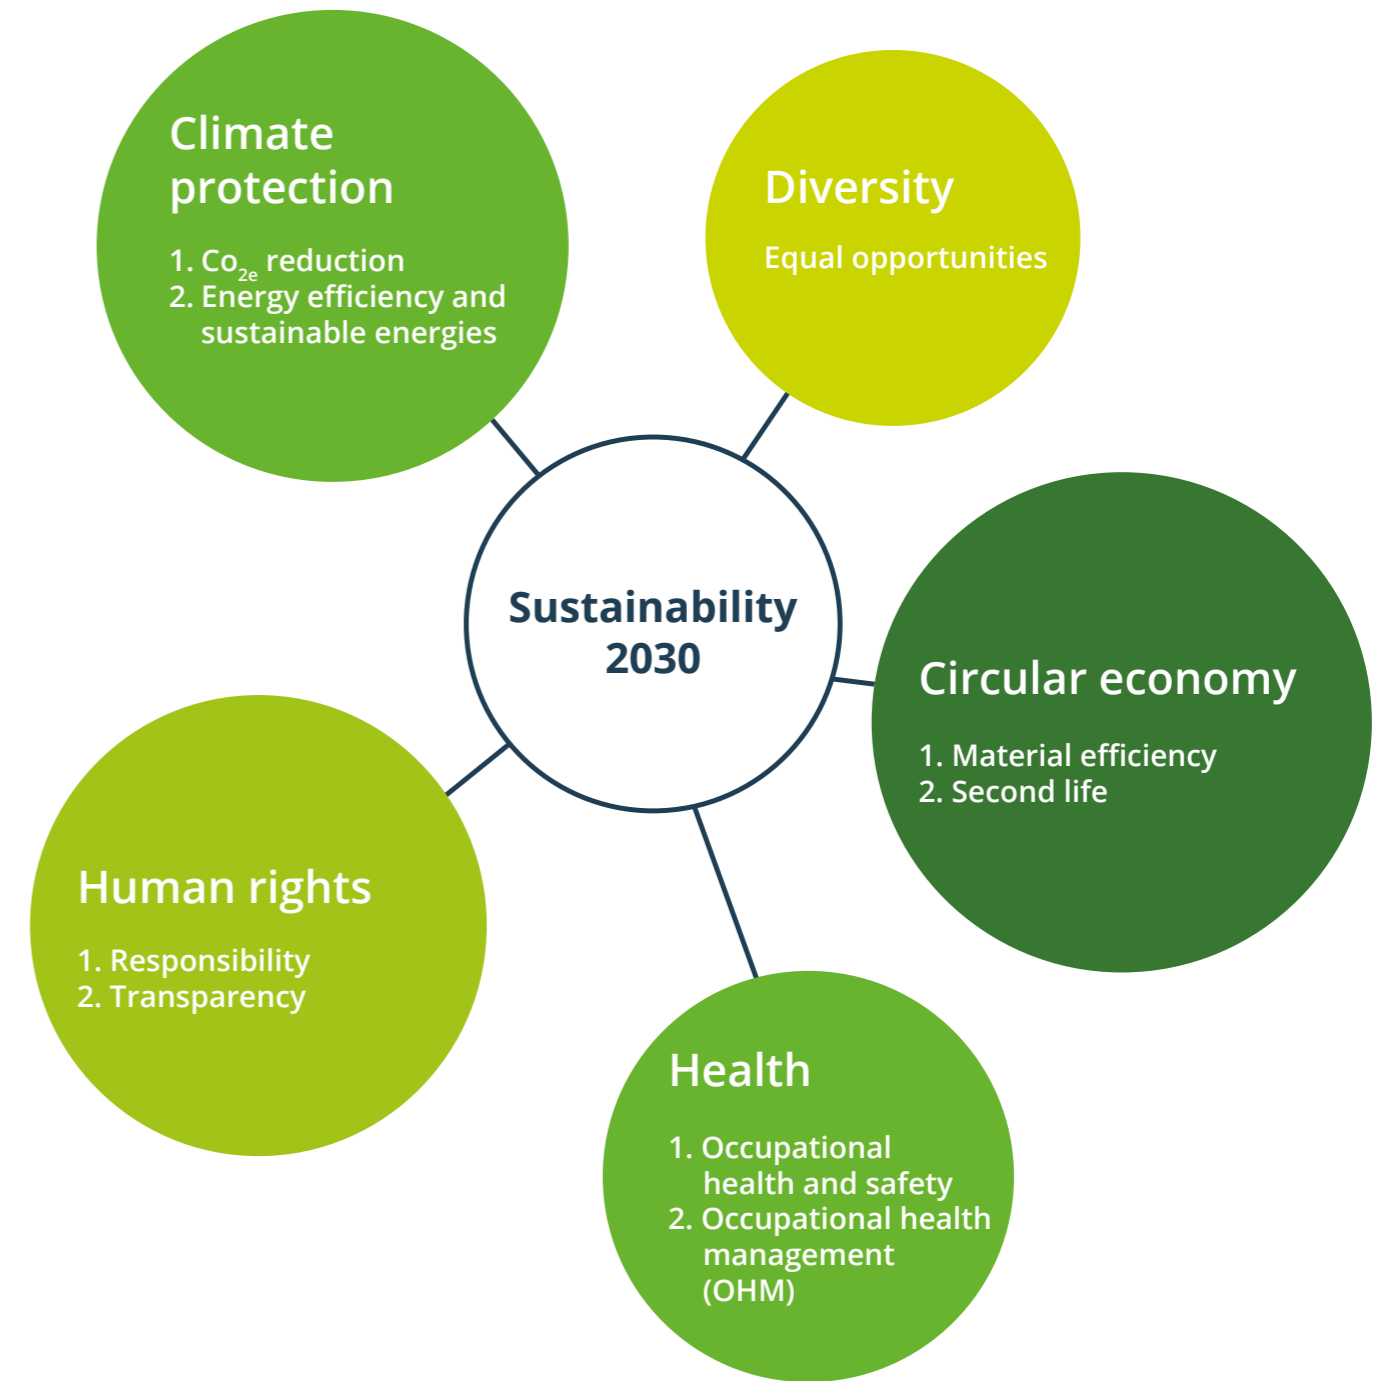 Climate
protection
1. Co2e reduction
2. Energy efficiency and
sustainable energies
Diversity
Equal opportunities
Sustainability
2030
Circular economy
1. Material efficiency
2. Second life
Human rights
1. Responsibility
2. Transparency
Health
1. Occupational
health and safety
2. Occupational health
management
(OHM)